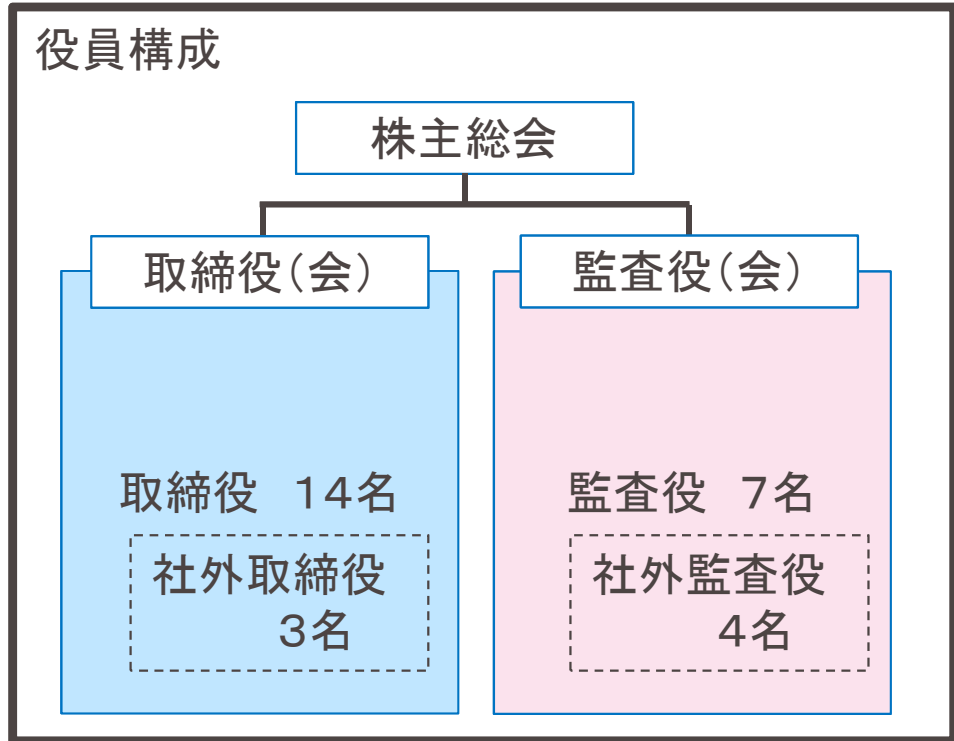 役員構成
株主総会
取締役(会)
監査役(会)
取締役 14名
社外取締役
3名
監査役 7名
社外監査役
4名